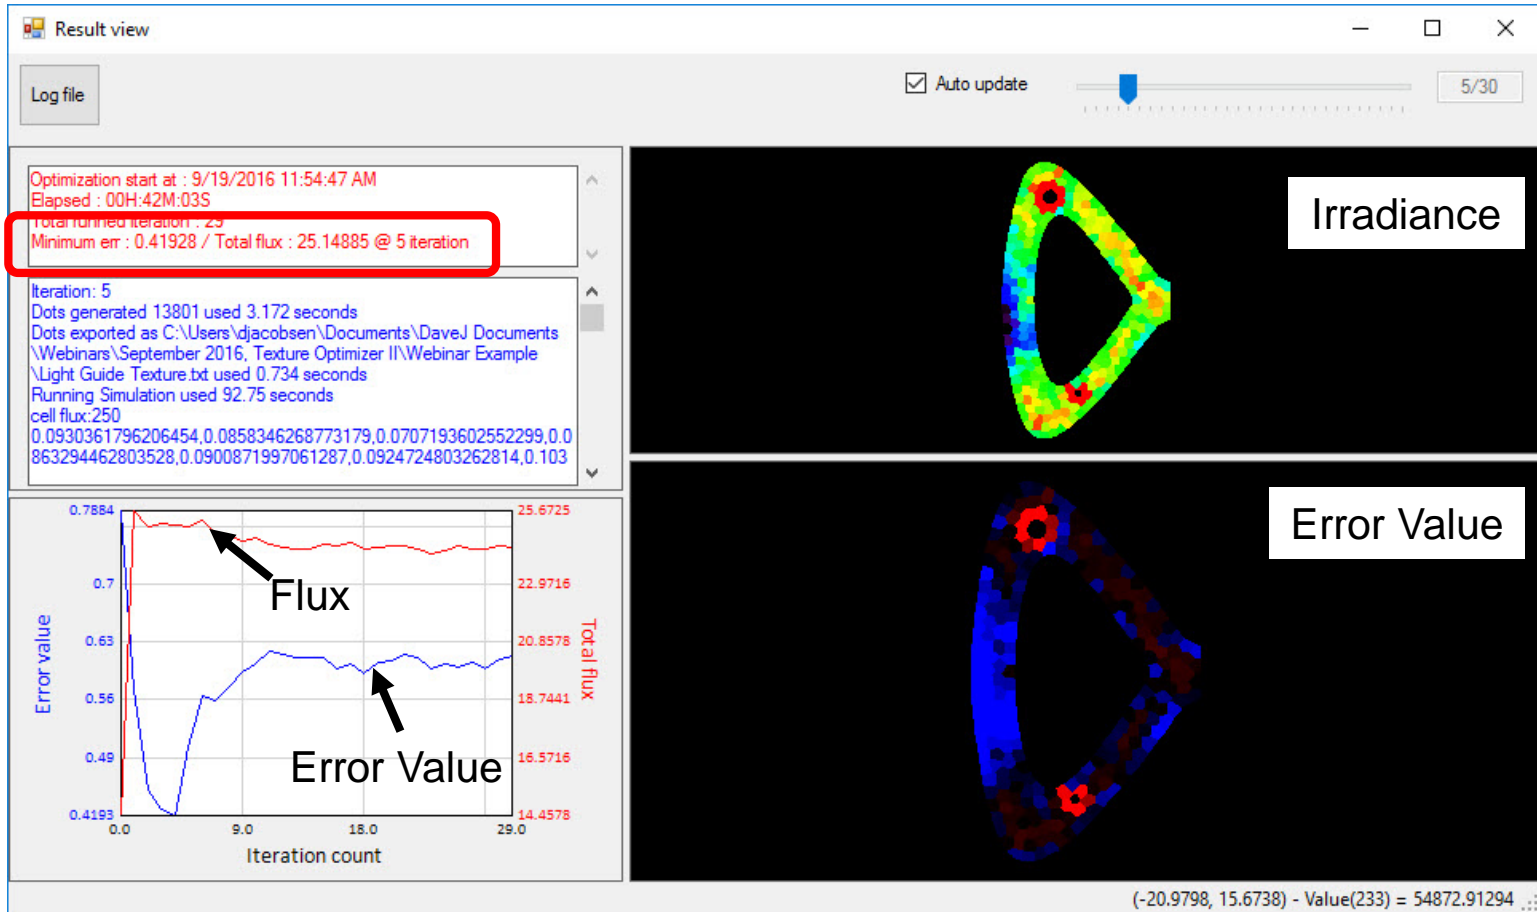 Result view
Log file
Auto update
5/30
Optimization start at : 9/19/2016 11:54:47 AM
Elapsed : 00H:42M:03S
Total runned iteration : 29
Minimum err : 0.41928 / Total flux : 25.14885 @ 5 iteration
Iteration: 5
Dots generated 13801 used 3.172 seconds
Dots exported as C:\Users\djacobsen\Documents\DaveJ Documents
\Webinars\September 2016, Texture Optimizer II\Webinar Example
\Light Guide Texture.txt used 0.734 seconds
Running Simulation used 92.75 seconds
cell flux:250
0.0930361796206454,0.0858346268773179,0.0707193602552299,0.0
863294462803528,0.0900871997061287,0.0924724803262814,0.103
Irradiance
Error Value
0.7884
0.7
0.63
0.56
0.49
0.4193
Error value
25.6725
22.9716
20.8578
18.7441
16.5716
14.4578
Total flux
Flux
Error Value
0.0
9.0
18.0
29.0
Iteration count
(-20.9798, 15.6738) - Value(233) = 54872.91294